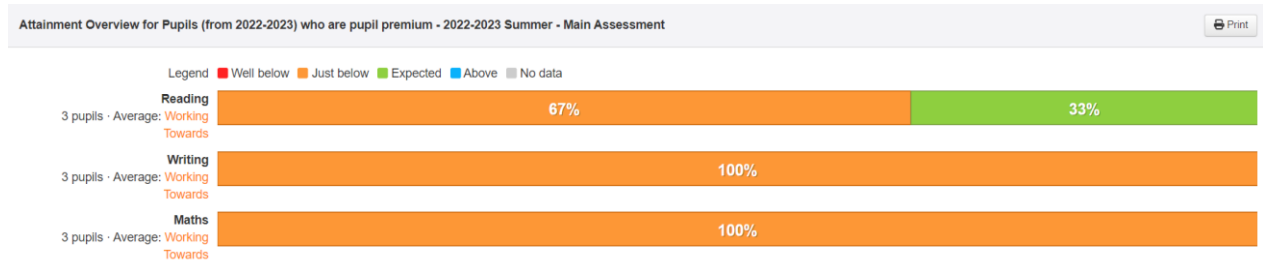 Attainment Overview for Pupils (from 2022-2023) who are pupil premium - 2022-2023 Summer - Main Assessment
Print
Legend Well below Just below Expected Above No data
Reading
3 pupils · Average: Working
Towards
67%
33%
Writing
3 pupils · Average: Working
Towards
100%
Maths
3 pupils · Average: Working
Towards
100%